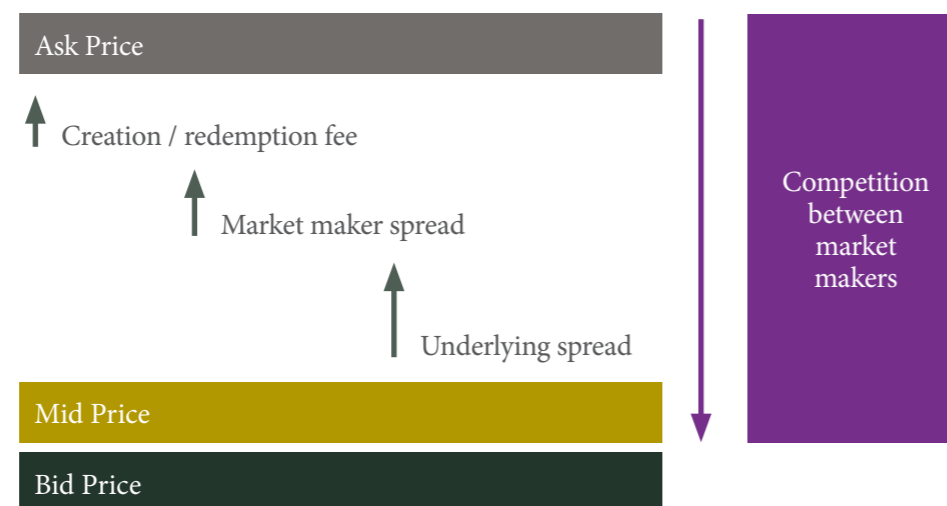 Ask Price
Creation / redemption fee
Market maker spread
Underlying spread
Mid Price
Bid Price
Competition
between
market
makers